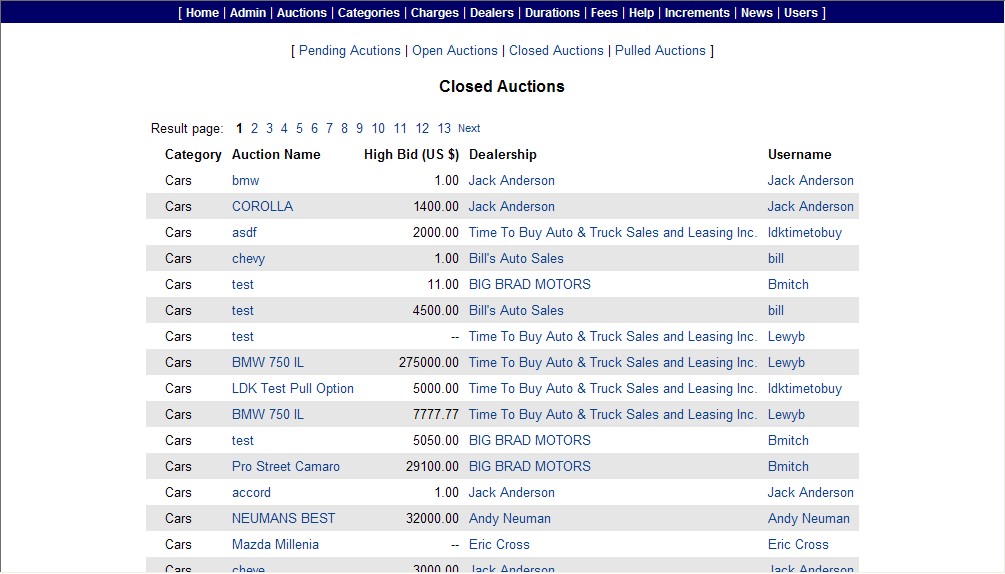 [ Home | Admin | Auctions | Categories | Charges | Dealers | Durations | Fees | Help | Increments | News | Users ]
[ Pending Acutions | Open Auctions | Closed Auctions | Pulled Auctions ]
Closed Auctions
Result page: 1 2 3 4 5 6 7 8 9 10 11 12 13 Next
Category Auction Name High Bid (US $) Dealership Username
Cars bmw 1.00 Jack Anderson Jack Anderson
Cars COROLLA 1400.00 Jack Anderson Jack Anderson
Cars asdf 2000.00 Time To Buy Auto & Truck Sales and Leasing Inc. ldktimetobuy
Cars chevy 1.00 Bill's Auto Sales bill
Cars test 11.00 BIG BRAD MOTORS Bmitch
Cars test 4500.00 Bill's Auto Sales bill
Cars test -- Time To Buy Auto & Truck Sales and Leasing Inc. Lewyb
Cars BMW 750 IL 275000.00 Time To Buy Auto & Truck Sales and Leasing Inc. Lewyb
Cars LDK Test Pull Option 5000.00 Time To Buy Auto & Truck Sales and Leasing Inc. ldktimetobuy
Cars BMW 750 IL 7777.77 Time To Buy Auto & Truck Sales and Leasing Inc. Lewyb
Cars test 5050.00 BIG BRAD MOTORS Bmitch
Cars Pro Street Camaro 29100.00 BIG BRAD MOTORS Bmitch
Cars accord 1.00 Jack Anderson Jack Anderson
Cars NEUMANS BEST 32000.00 Andy Neuman Andy Neuman
Cars Mazda Millenia -- Eric Cross Eric Cross
Cars cheve 3000.00 Jack Anderson Jack Anderson